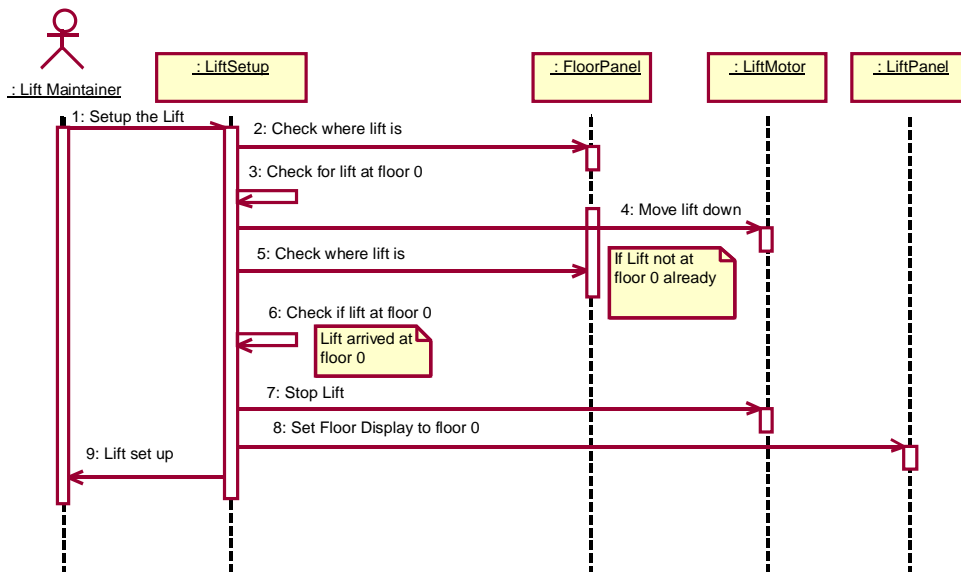 : LiftSetup
: FloorPanel
: LiftMotor
: LiftPanel
: Lift Maintainer
1: Setup the Lift
2: Check where lift is
3: Check for lift at floor 0
4: Move lift down
5: Check where lift is
If Lift not at
floor 0 already
6: Check if lift at floor 0
Lift arrived at
floor 0
7: Stop Lift
8: Set Floor Display to floor 0
9: Lift set up